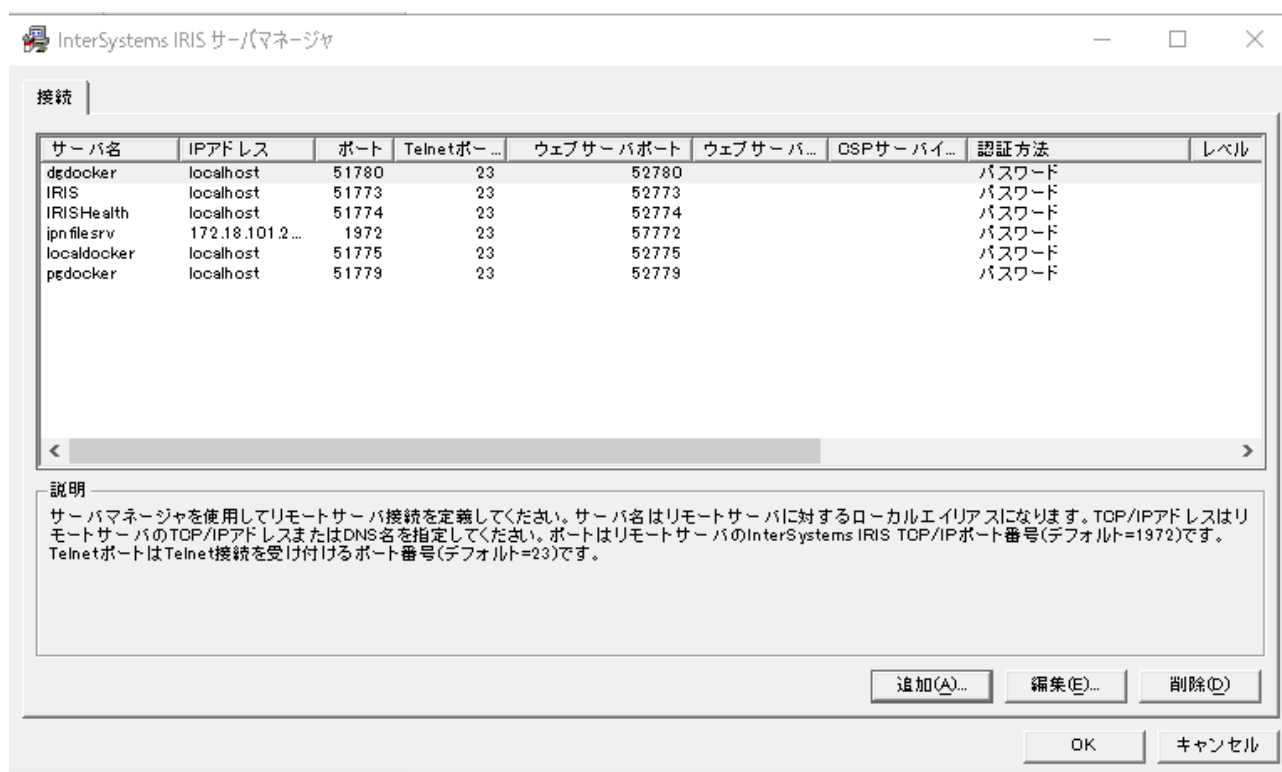 InterSystems IRIS サーバマネージャ
接続
サーバ名 IPアドレス ポート Telnetポー... ウェブサーバポート ウェブサーバ... CSPサーバイ... 認証方法 レベル
dgdocker localhost 51780 23 52780 パスワード
IRIS localhost 51773 23 52773 パスワード
IRISHealth localhost 51774 23 52774 パスワード
jpnfilesrv 172.18.101.2... 1972 23 57772 パスワード
localdocker localhost 51775 23 52775 パスワード
pgdocker localhost 51779 23 52779 パスワード
説明
サーバマネージャを使用してリモートサーバ接続を定義してください。サーバ名はリモートサーバに対するローカルエイリアスになります。TCP/IPアドレスはリ
モートサーバのTCP/IPアドレスまたはDNS名を指定してください。ポートはリモートサーバのInterSystems IRIS TCP/IPポート番号(デフォルト=1972)です。
TelnetポートはTelnet接続を受け付けるポート番号(デフォルト=23)です。
追加(A)... 編集(E)... 削除(D)
OK キャンセル